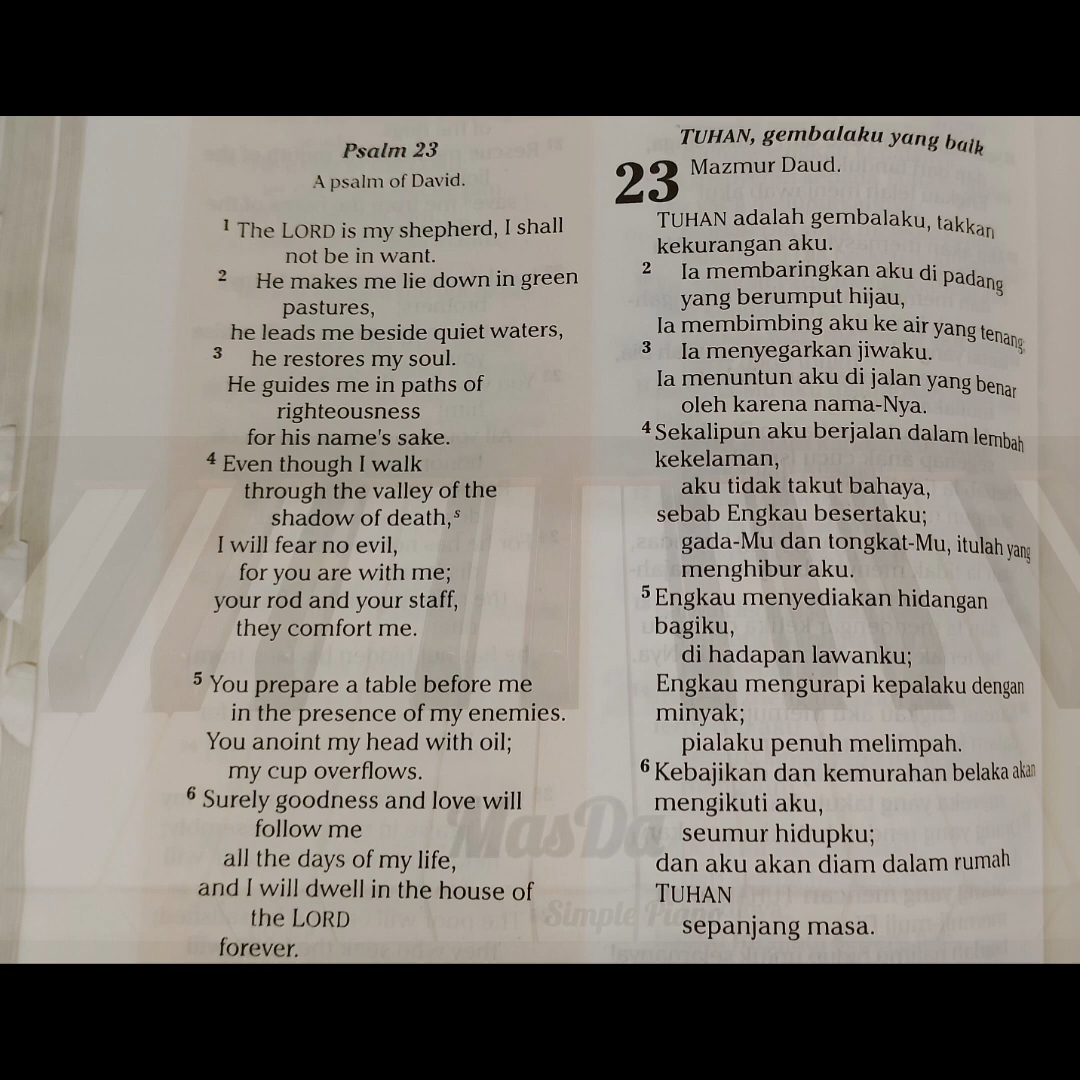 Psalm 23
A psalm of David.
1 The LORD is my shepherd, I shall
not be in want.
2 He makes me lie down in green
pastures,
he leads me beside quiet waters,
3 he restores my soul.
He guides me in paths of
righteousness
for his name's sake.
4 Even though I walk
through the valley of the
shadow of death,s
I will fear no evil,
for you are with me;
your rod and your staff,
they comfort me.
5 You prepare a table before me
in the presence of my enemies.
You anoint my head with oil;
my cup overflows.
6 Surely goodness and love will
follow me
all the days of my life,
and I will dwell in the house of
the LORD
forever.
TUHAN, gembalaku yang baik
23 Mazmur Daud.
TUHAN adalah gembalaku, takkan
kekurangan aku.
2 Ia membaringkan aku di padang
yang berumput hijau,
Ia membimbing aku ke air yang tenang;
3 Ia menyegarkan jiwaku.
Ia menuntun aku di jalan yang benar
oleh karena nama-Nya.
4 Sekalipun aku berjalan dalam lembah
kekelaman,
aku tidak takut bahaya,
sebab Engkau besertaku;
gada-Mu dan tongkat-Mu, itulah yang
menghibur aku.
5 Engkau menyediakan hidangan
bagiku,
di hadapan lawanku;
Engkau mengurapi kepalaku dengan
minyak;
pialaku penuh melimpah.
6 Kebajikan dan kemurahan belaka akan
mengikuti aku,
seumur hidupku;
dan aku akan diam dalam rumah
TUHAN
sepanjang masa.
MasDa
Simple Piano